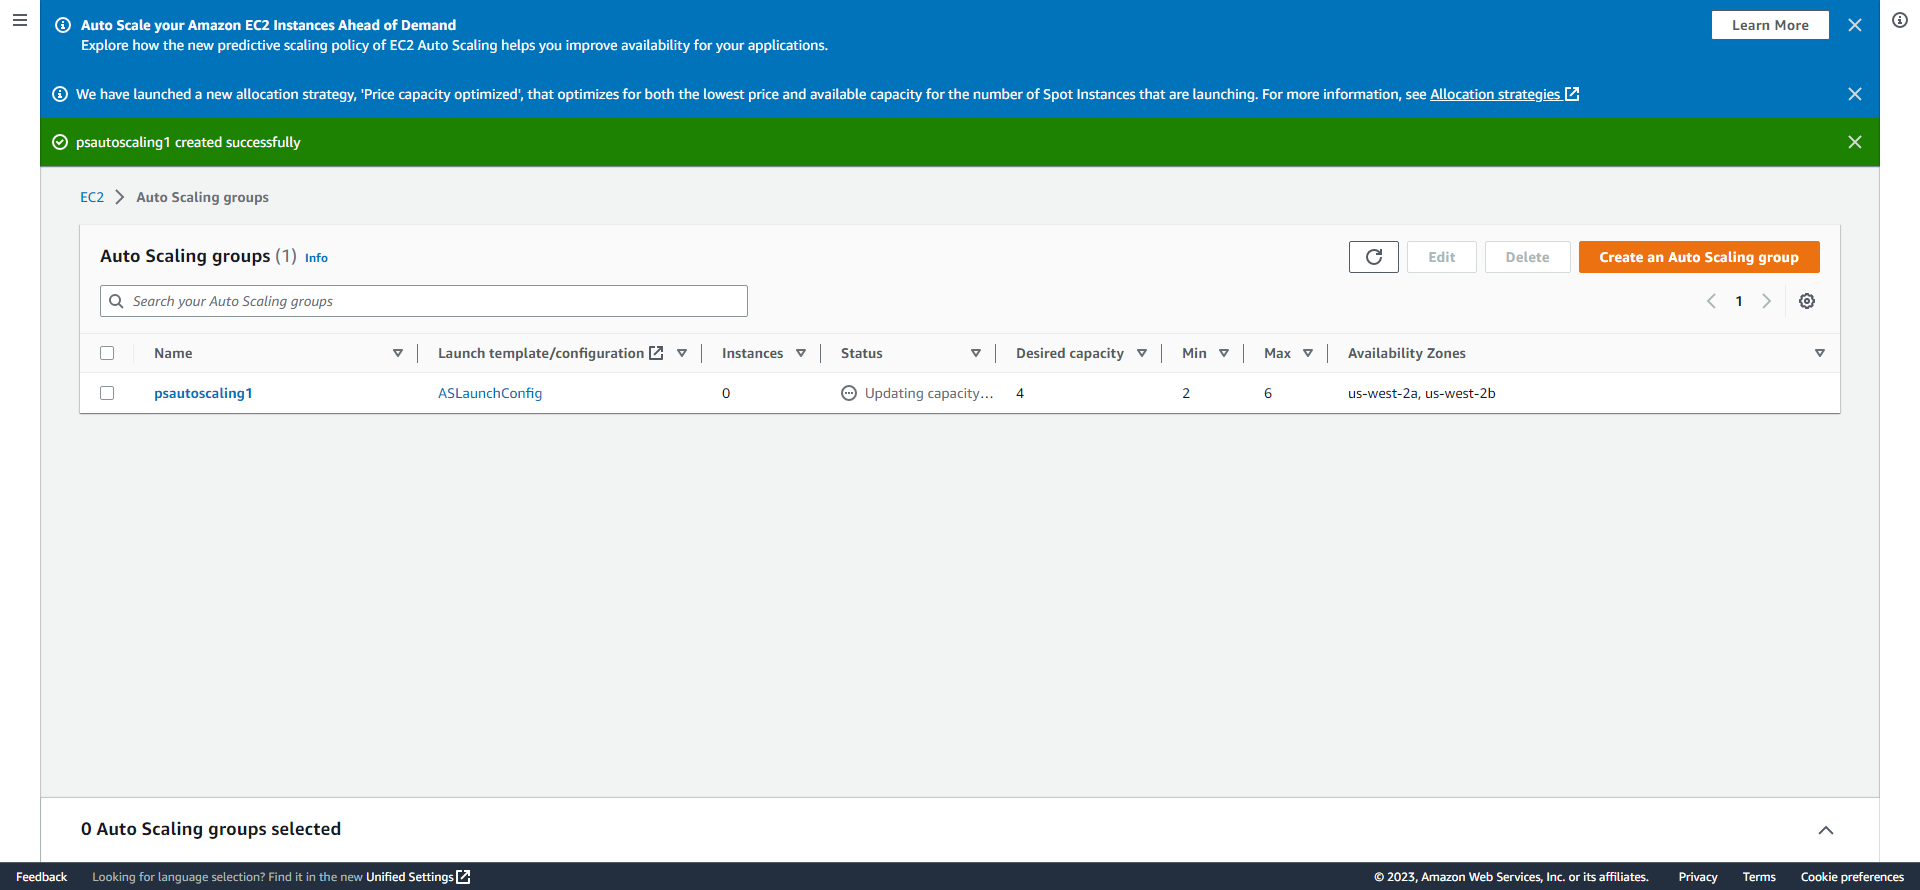 Auto Scale your Amazon EC2 Instances Ahead of Demand
Explore how the new predictive scaling policy of EC2 Auto Scaling helps you improve availability for your applications.
Learn More
We have launched a new allocation strategy, 'Price capacity optimized', that optimizes for both the lowest price and available capacity for the number of Spot Instances that are launching. For more information, see Allocation strategies
psautoscaling1 created successfully
EC2 Auto Scaling groups
Auto Scaling groups (1) Info
Edit Delete Create an Auto Scaling group
Search your Auto Scaling groups
1
Name Launch template/configuration Instances Status Desired capacity Min Max Availability Zones
psautoscaling1 ASLaunchConfig 0 Updating capacity... 4 2 6 us-west-2a, us-west-2b
0 Auto Scaling groups selected
Feedback Looking for language selection? Find it in the new Unified Settings © 2023, Amazon Web Services, Inc. or its affiliates. Privacy Terms Cookie preferences